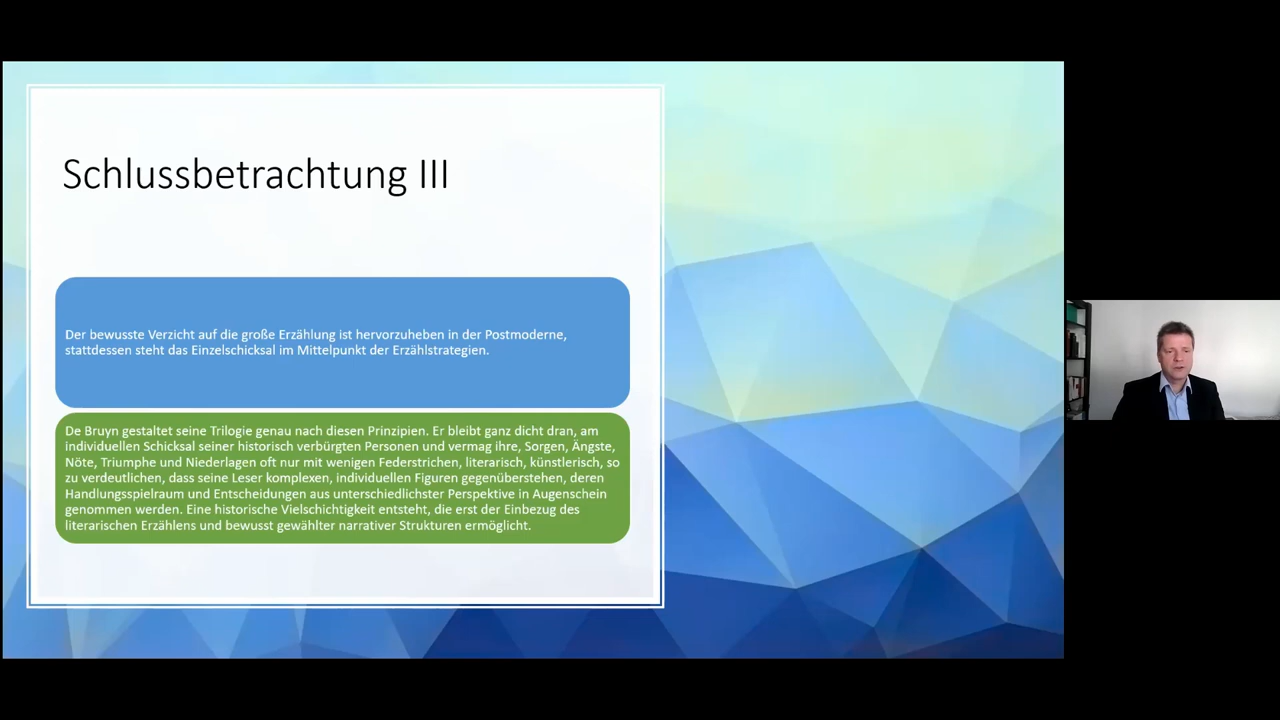 Schlussbetrachtung III
Der bewusste Verzicht auf die große Erzählung ist hervorzuheben in der Postmoderne,
stattdessen steht das Einzelschicksal im Mittelpunkt der Erzählstrategien.
De Bruyn gestaltet seine Trilogie genau nach diesen Prinzipien. Er bleibt ganz dicht dran, am
individuellen Schicksal seiner historisch verbürgten Personen und vermag ihre, Sorgen, Ängste,
Nöte, Triumphe und Niederlagen oft nur mit wenigen Federstrichen, literarisch, künstlerisch, so
zu verdeutlichen, dass seine Leser komplexen, individuellen Figuren gegenüberstehen, deren
Handlungsspielraum und Entscheidungen aus unterschiedlichster Perspektive in Augenschein
genommen werden. Eine historische Vielschichtigkeit entsteht, die erst der Einbezug des
literarischen Erzählens und bewusst gewählter narrativer Strukturen ermöglicht.